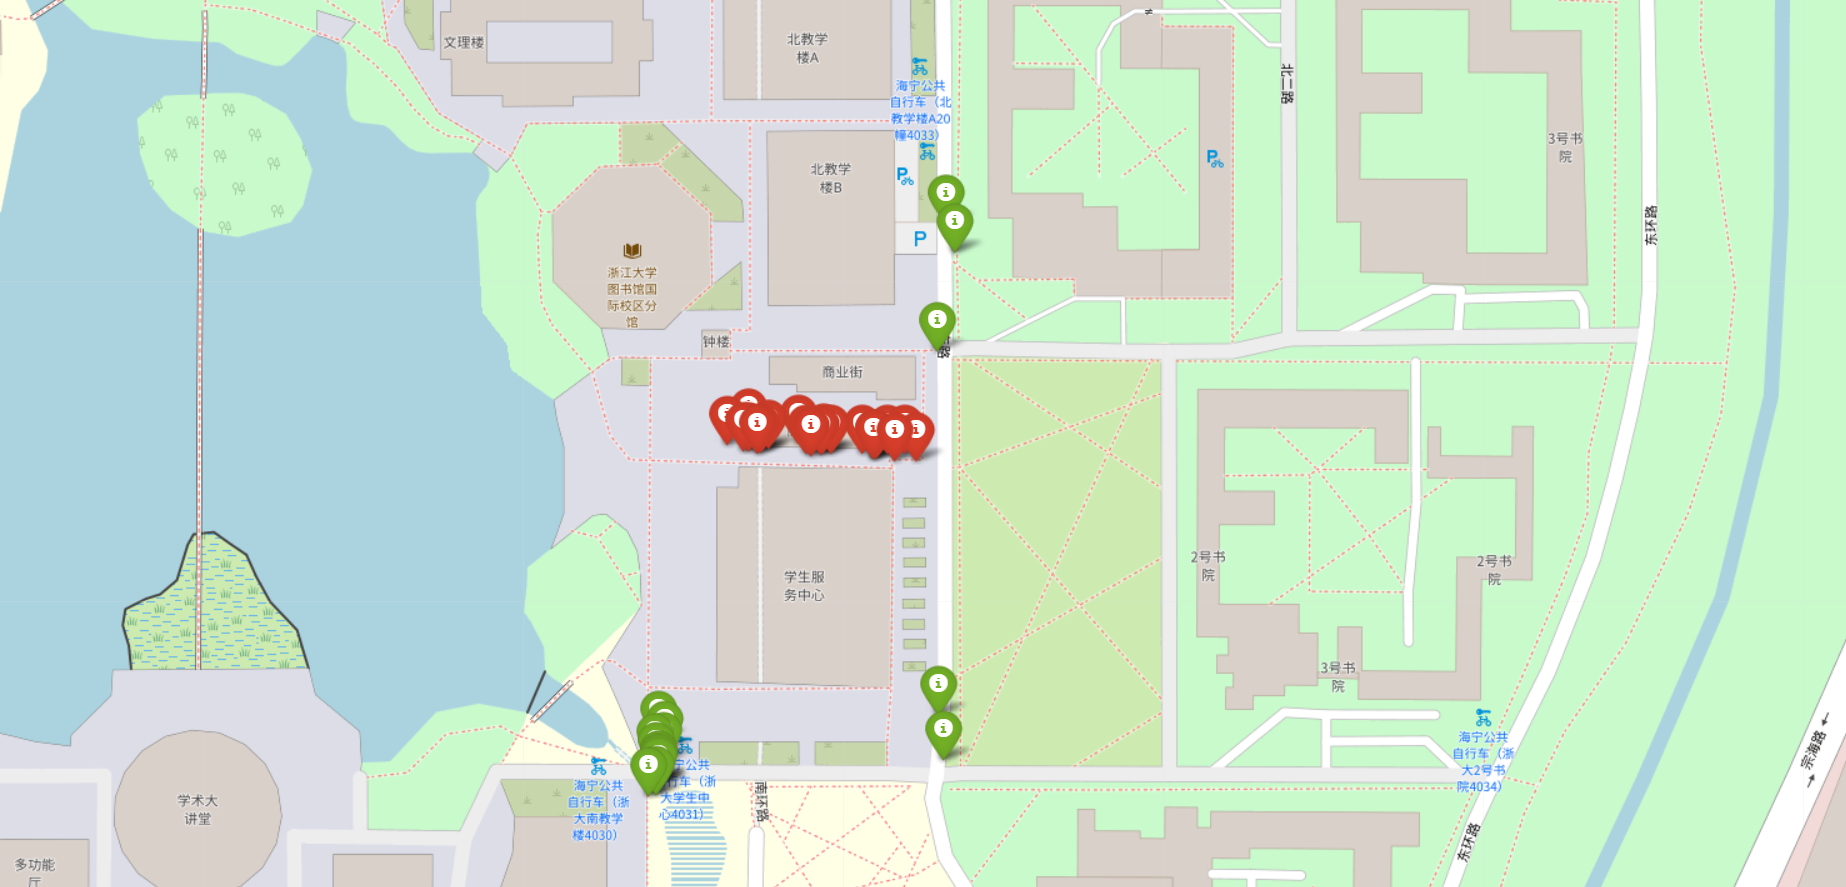 文理楼
北教学
楼A
海宁公共
自行车（北
教学楼A20
幢4033）
北二路
3号书
院
北教学
楼B
P
P
P
东环路
浙江大学
图书馆国
际校区分
馆
钟楼
路
商业街
学生服
务中心
2号书
院
2号书
院
3号书
院
海宁公共
自行车（浙
大2号书
院4034）
宗海路
学术大
讲堂
海宁公共
自行车（浙
大南教学
楼4030）
宁公共
行车（浙
大学生中
心4031）
南环路
东环路
多功能
厅